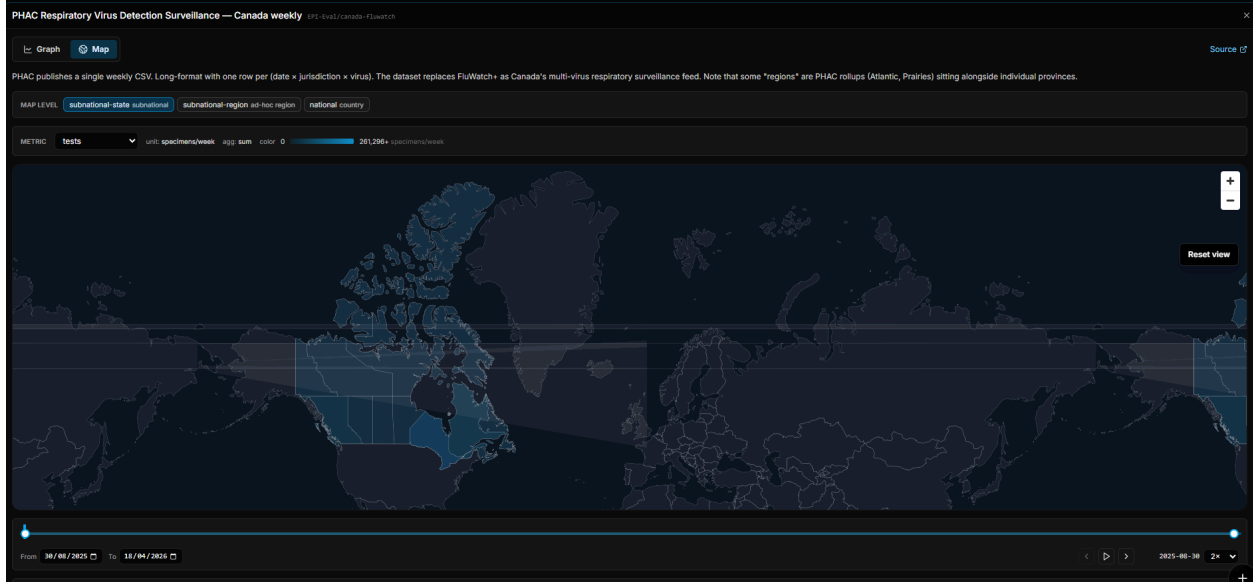 PHAC Respiratory Virus Detection Surveillance — Canada weekly EPI-Eval/canada-fluwatch
×
Graph Map
Source
PHAC publishes a single weekly CSV. Long-format with one row per (date × jurisdiction × virus). The dataset replaces FluWatch+ as Canada's multi-virus respiratory surveillance feed. Note that some "regions" are PHAC rollups (Atlantic, Prairies) sitting alongside individual provinces.
MAP LEVEL subnational-state subnational subnational-region ad-hoc region national country
METRIC tests unit: specimens/week agg: sum color 0 261,296+ specimens/week
+
−
Reset view
From 30/08/2025 To 18/04/2026
2025-08-30 2×
+